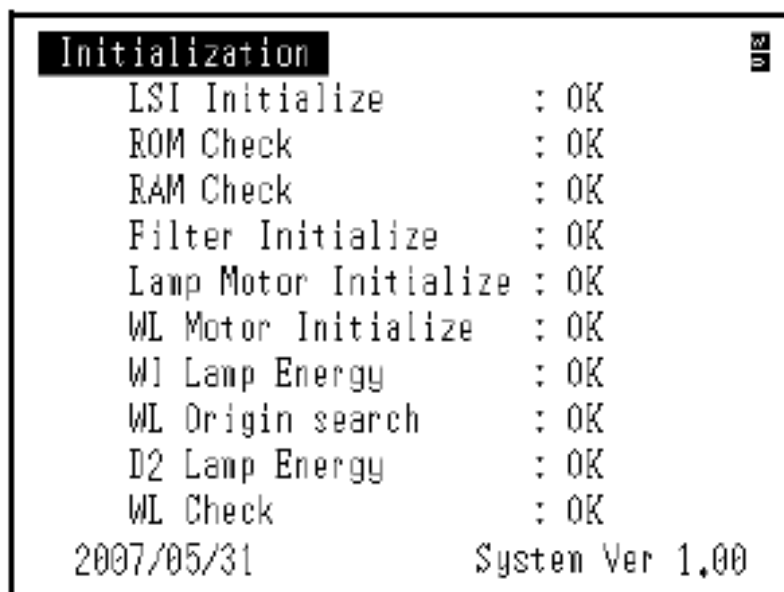 Initialization
W
D
LSI Initialize : OK
ROM Check : OK
RAM Check : OK
Filter Initialize : OK
Lamp Motor Initialize : OK
WL Motor Initialize : OK
WI Lamp Energy : OK
WL Origin search : OK
D2 Lamp Energy : OK
WL Check : OK
2007/05/31 System Ver 1.00